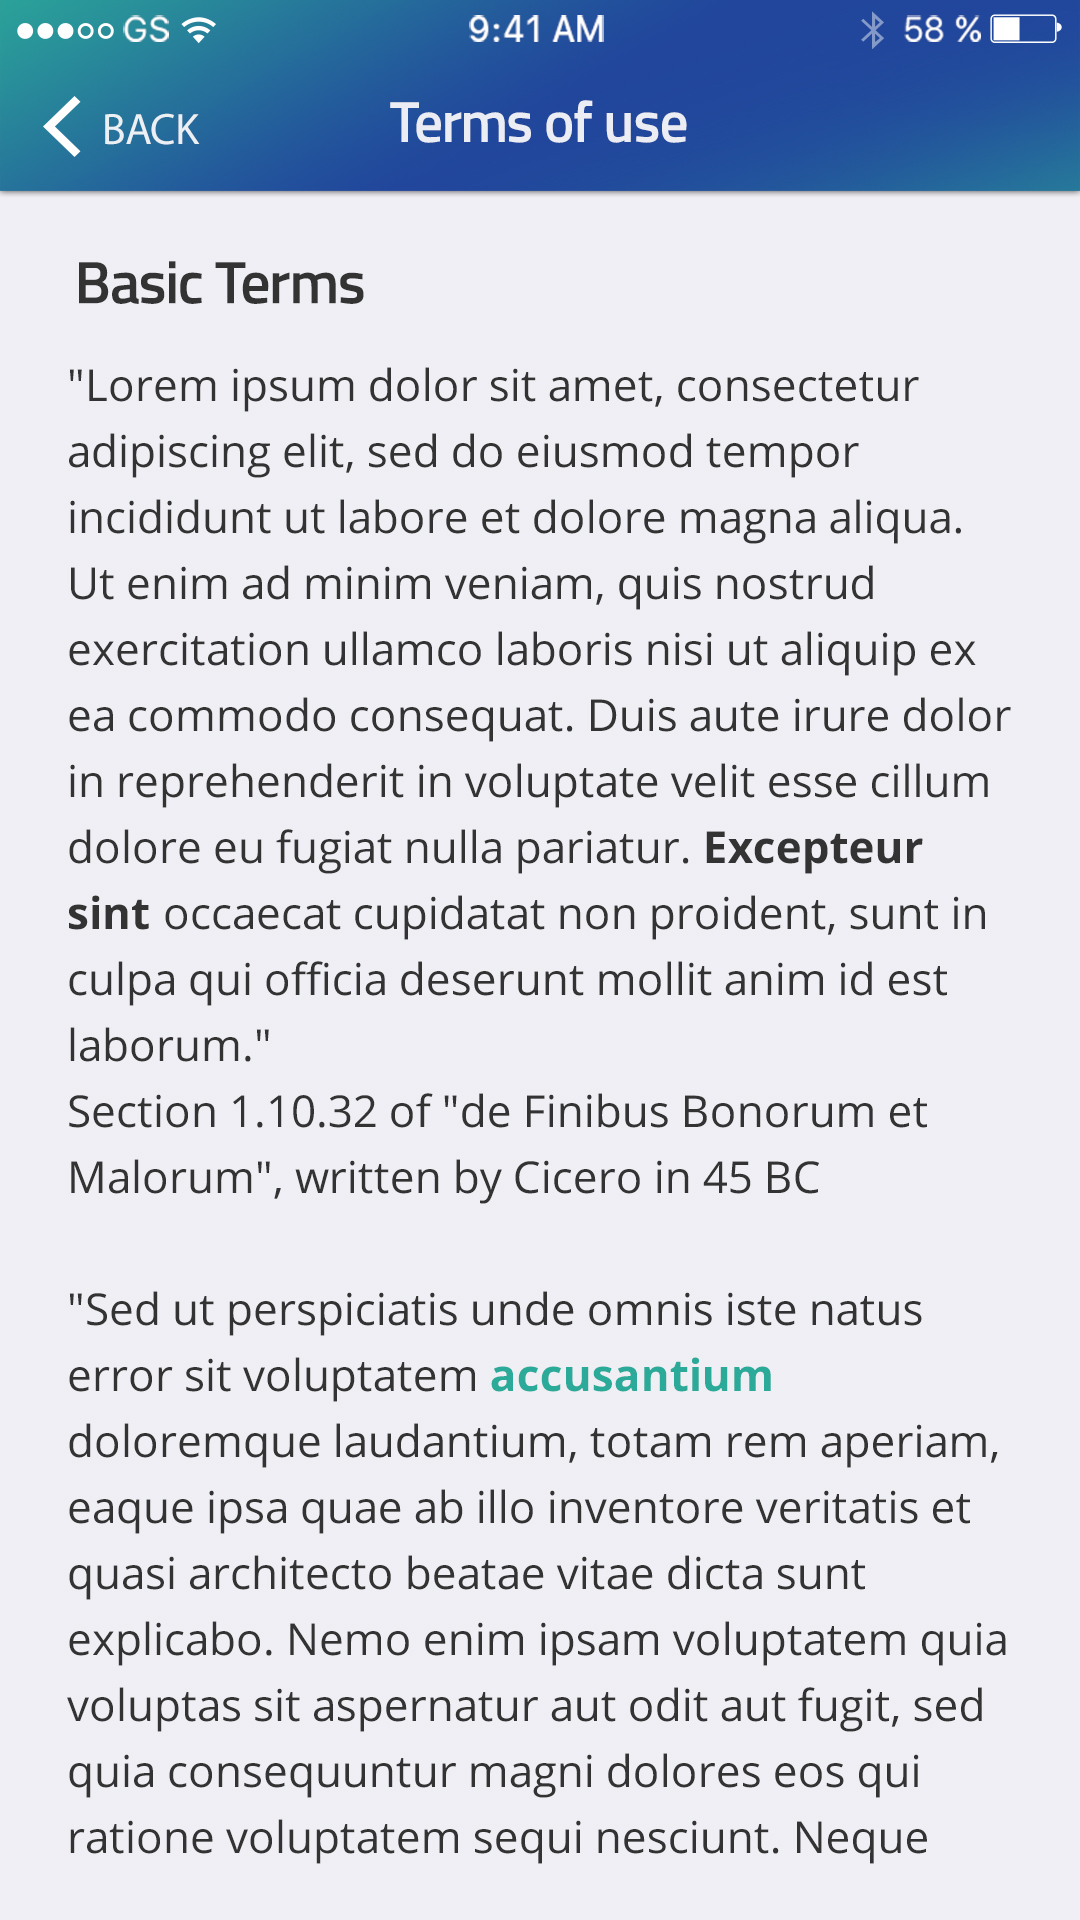 GS 9:41 AM 58 %
BACK Terms of use
Basic Terms
"Lorem ipsum dolor sit amet, consectetur
adipiscing elit, sed do eiusmod tempor
incididunt ut labore et dolore magna aliqua.
Ut enim ad minim veniam, quis nostrud
exercitation ullamco laboris nisi ut aliquip ex
ea commodo consequat. Duis aute irure dolor
in reprehenderit in voluptate velit esse cillum
dolore eu fugiat nulla pariatur. Excepteur
sint occaecat cupidatat non proident, sunt in
culpa qui officia deserunt mollit anim id est
laborum."
Section 1.10.32 of "de Finibus Bonorum et
Malorum", written by Cicero in 45 BC
"Sed ut perspiciatis unde omnis iste natus
error sit voluptatem accusantium
doloremque laudantium, totam rem aperiam,
eaque ipsa quae ab illo inventore veritatis et
quasi architecto beatae vitae dicta sunt
explicabo. Nemo enim ipsam voluptatem quia
voluptas sit aspernatur aut odit aut fugit, sed
quia consequuntur magni dolores eos qui
ratione voluptatem sequi nesciunt. Neque